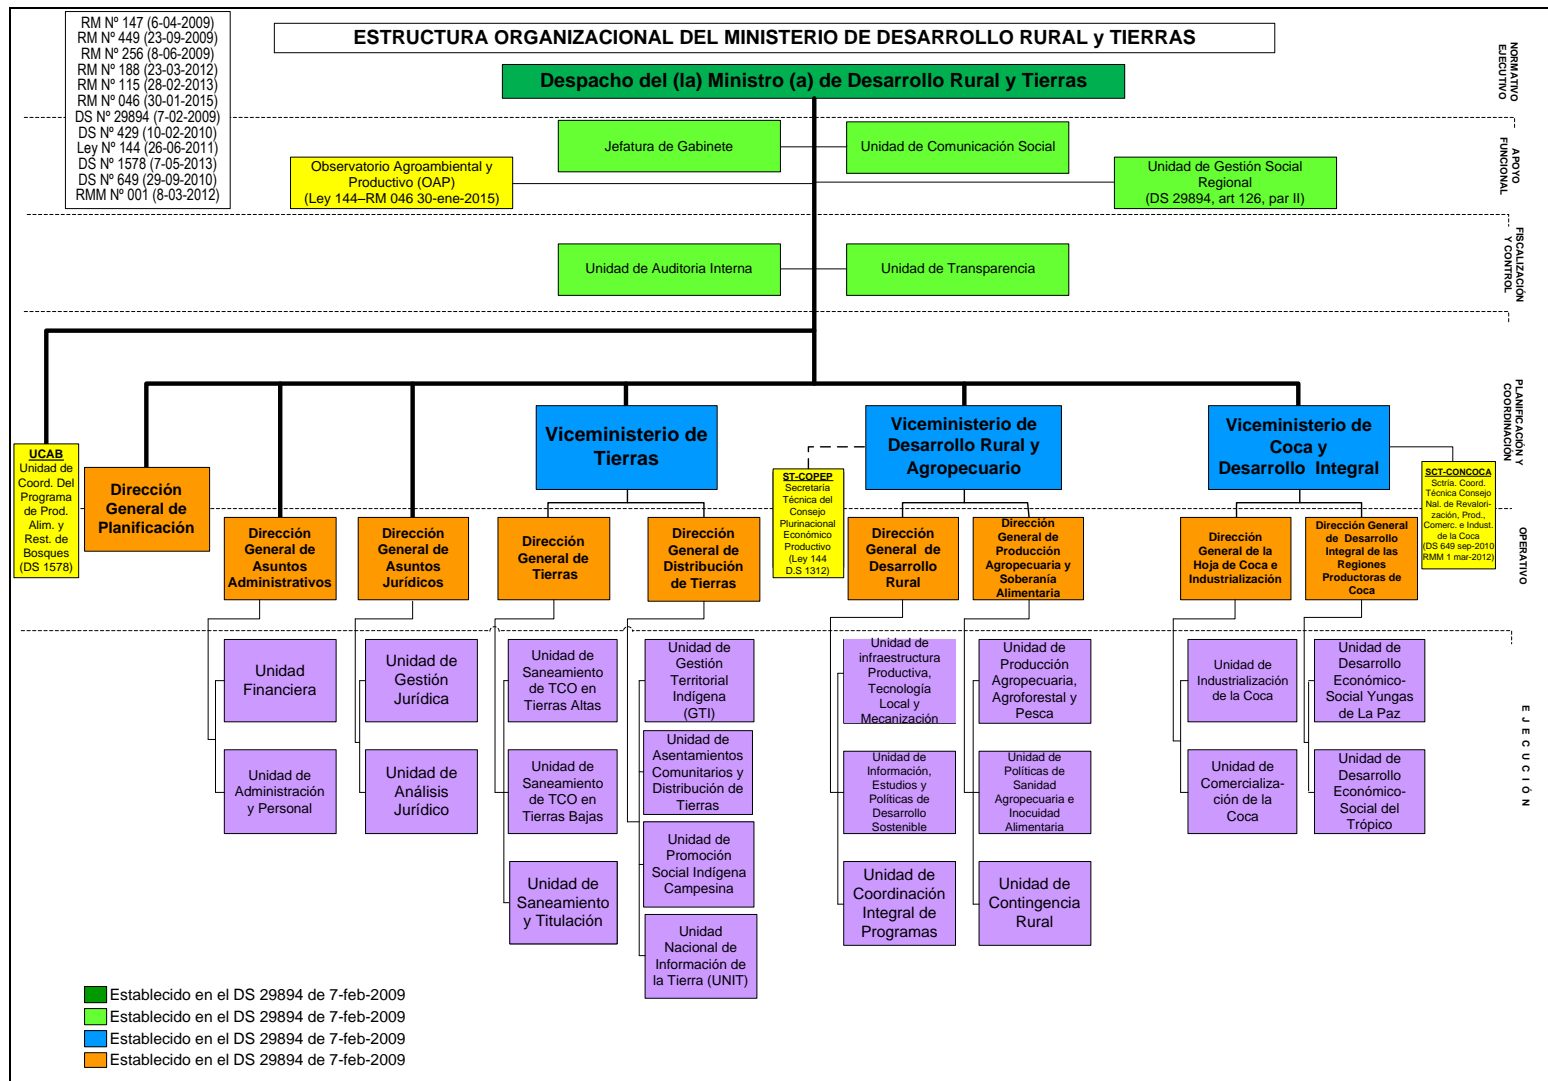 RM Nº 147 (6-04-2009)
RM Nº 449 (23-09-2009)
RM Nº 256 (8-06-2009)
RM Nº 188 (23-03-2012)
RM Nº 115 (28-02-2013)
RM Nº 046 (30-01-2015)
DS Nº 29894 (7-02-2009)
DS Nº 429 (10-02-2010)
Ley Nº 144 (26-06-2011)
DS Nº 1578 (7-05-2013)
DS Nº 649 (29-09-2010)
RMM Nº 001 (8-03-2012)
ESTRUCTURA ORGANIZACIONAL DEL MINISTERIO DE DESARROLLO RURAL y TIERRAS
Despacho del (la) Ministro (a) de Desarrollo Rural y Tierras
NORMATIVO
EJECUTIVO
Jefatura de Gabinete
Unidad de Comunicación Social
Observatorio Agroambiental y
Productivo (OAP)
(Ley 144–RM 046 30-ene-2015)
Unidad de Gestión Social
Regional
(DS 29894, art 126, par II)
APOYO
FUNCIONAL
Unidad de Auditoria Interna
Unidad de Transparencia
FISCALIZACIÓN
Y CONTROL
PLANIFICACIÓN Y
COORDINACIÓN
Viceministerio de
Tierras
Viceministerio de
Desarrollo Rural y
Agropecuario
Viceministerio de
Coca y
Desarrollo Integral
UCAB
Unidad de
Coord. Del
Programa
de Prod.
Alim. y
Rest. de
Bosques
(DS 1578)
Dirección
General de
Planificación
ST-COPEP
Secretaría
Técnica del
Consejo
Plurinacional
Económico
Productivo
(Ley 144
D.S 1312)
SCT-CONCOCA
Sctría. Coord.
Técnica Consejo
Nal. de Revalori-
zación, Prod.,
Comerc. e Indust.
de la Coca
(DS 649 sep-2010
RMM 1 mar-2012)
OPERATIVO
Dirección
General de
Asuntos
Administrativos
Dirección
General de
Asuntos
Jurídicos
Dirección
General de
Tierras
Dirección
General de
Distribución
de Tierras
Dirección
General de
Desarrollo
Rural
Dirección
General de
Producción
Agropecuaria y
Soberanía
Alimentaria
Dirección
General de la
Hoja de Coca e
Industrialización
Dirección General
de Desarrollo
Integral de las
Regiones
Productoras de
Coca
Unidad
Financiera
Unidad de
Gestión
Jurídica
Unidad de
Saneamiento
de TCO en
Tierras Altas
Unidad de
Gestión
Territorial
Indígena
(GTI)
Unidad de
infraestructura
Productiva,
Tecnología
Local y
Mecanización
Unidad de
Producción
Agropecuaria,
Agroforestal y
Pesca
Unidad de
Industrialización
de la Coca
Unidad de
Desarrollo
Económico-
Social Yungas
de La Paz
EJECUCIÓN
Unidad de
Administración
y Personal
Unidad de
Análisis
Jurídico
Unidad de
Saneamiento
de TCO en
Tierras Bajas
Unidad de
Asentamientos
Comunitarios y
Distribución de
Tierras
Unidad de
Información,
Estudios y
Políticas de
Desarrollo
Sostenible
Unidad de
Políticas de
Sanidad
Agropecuaria e
Inocuidad
Alimentaria
Unidad de
Comercializa-
ción de la
Coca
Unidad de
Desarrollo
Económico-
Social del
Trópico
Unidad de
Saneamiento
y Titulación
Unidad de
Promoción
Social Indígena
Campesina
Unidad de
Coordinación
Integral de
Programas
Unidad de
Contingencia
Rural
Unidad
Nacional de
Información de
la Tierra (UNIT)
Establecido en el DS 29894 de 7-feb-2009
Establecido en el DS 29894 de 7-feb-2009
Establecido en el DS 29894 de 7-feb-2009
Establecido en el DS 29894 de 7-feb-2009